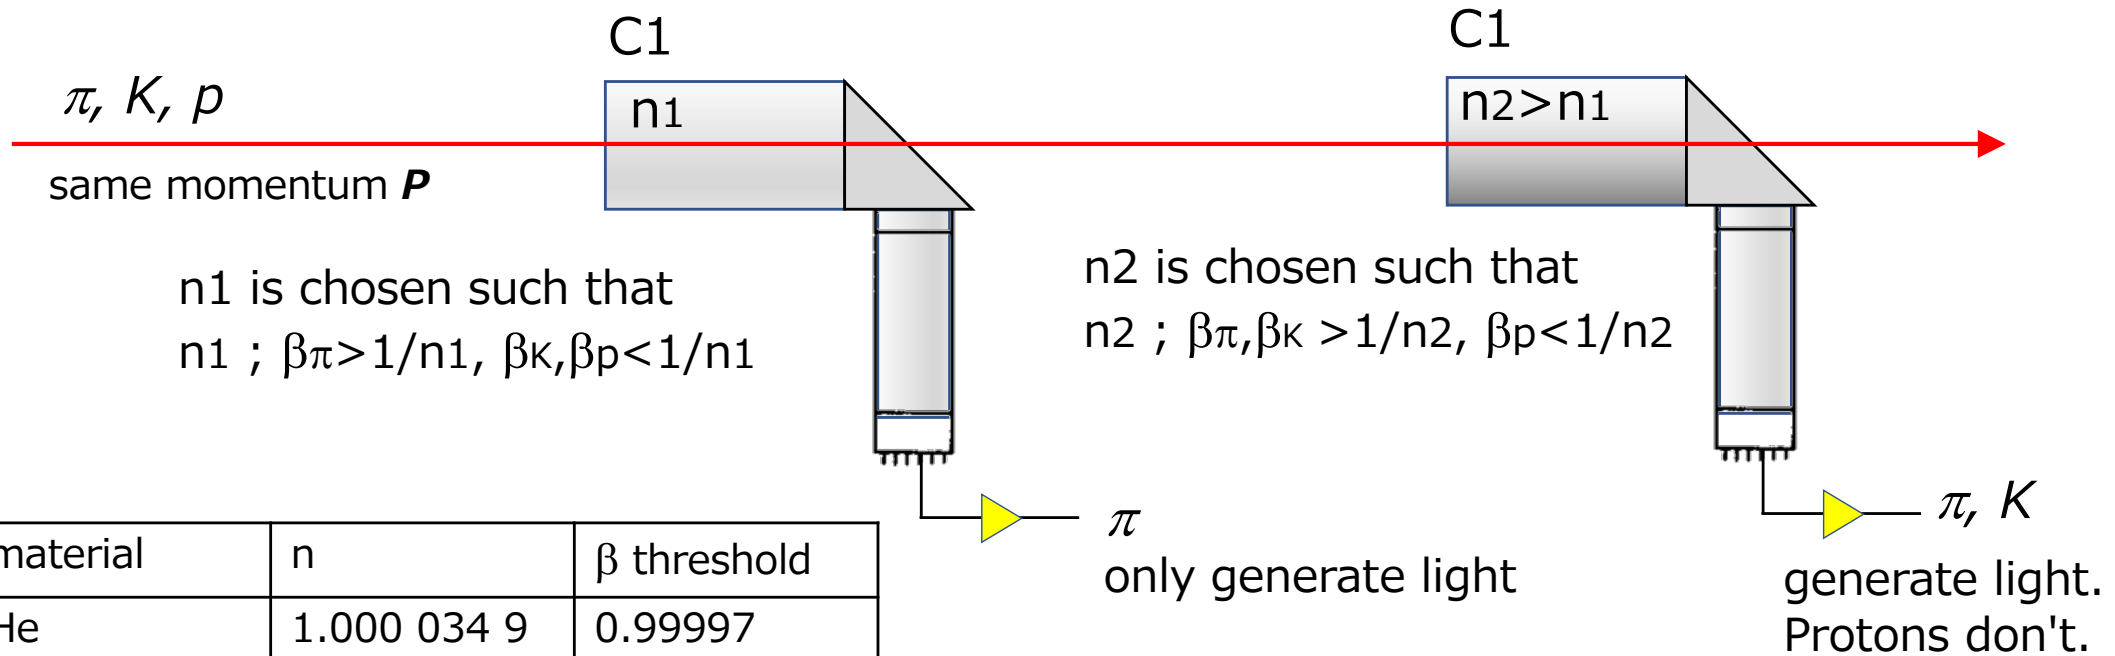 C1
C1
π, K, p
n1
n2>n1
same momentum P
n1 is chosen such that
n1 ; βπ>1/n1, βK,βp<1/n1
n2 is chosen such that
n2 ; βπ,βK >1/n2, βp<1/n2
π
only generate light
π, K
generate light.
Protons don't.
material n β threshold
He 1.000 034 9 0.99997